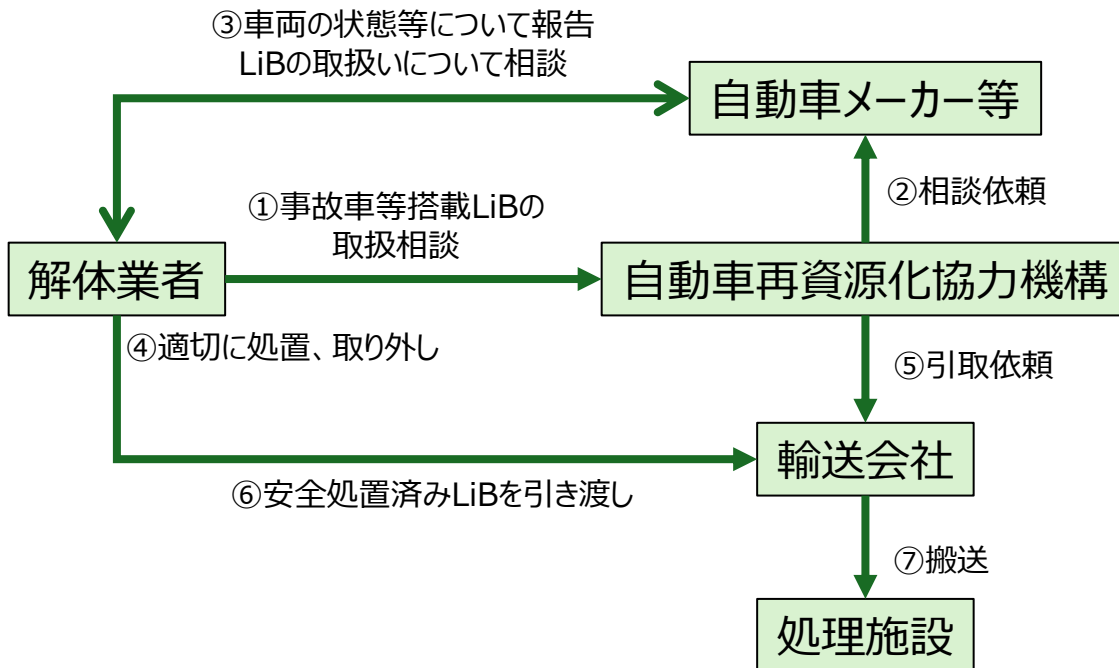 ③車両の状態等について報告
LiBの取扱いについて相談
自動車メーカー等
②相談依頼
①事故車等搭載LiBの
取扱相談
解体業者
自動車再資源化協力機構
④適切に処置、取り外し
⑤引取依頼
輸送会社
⑥安全処置済みLiBを引き渡し
⑦搬送
処理施設